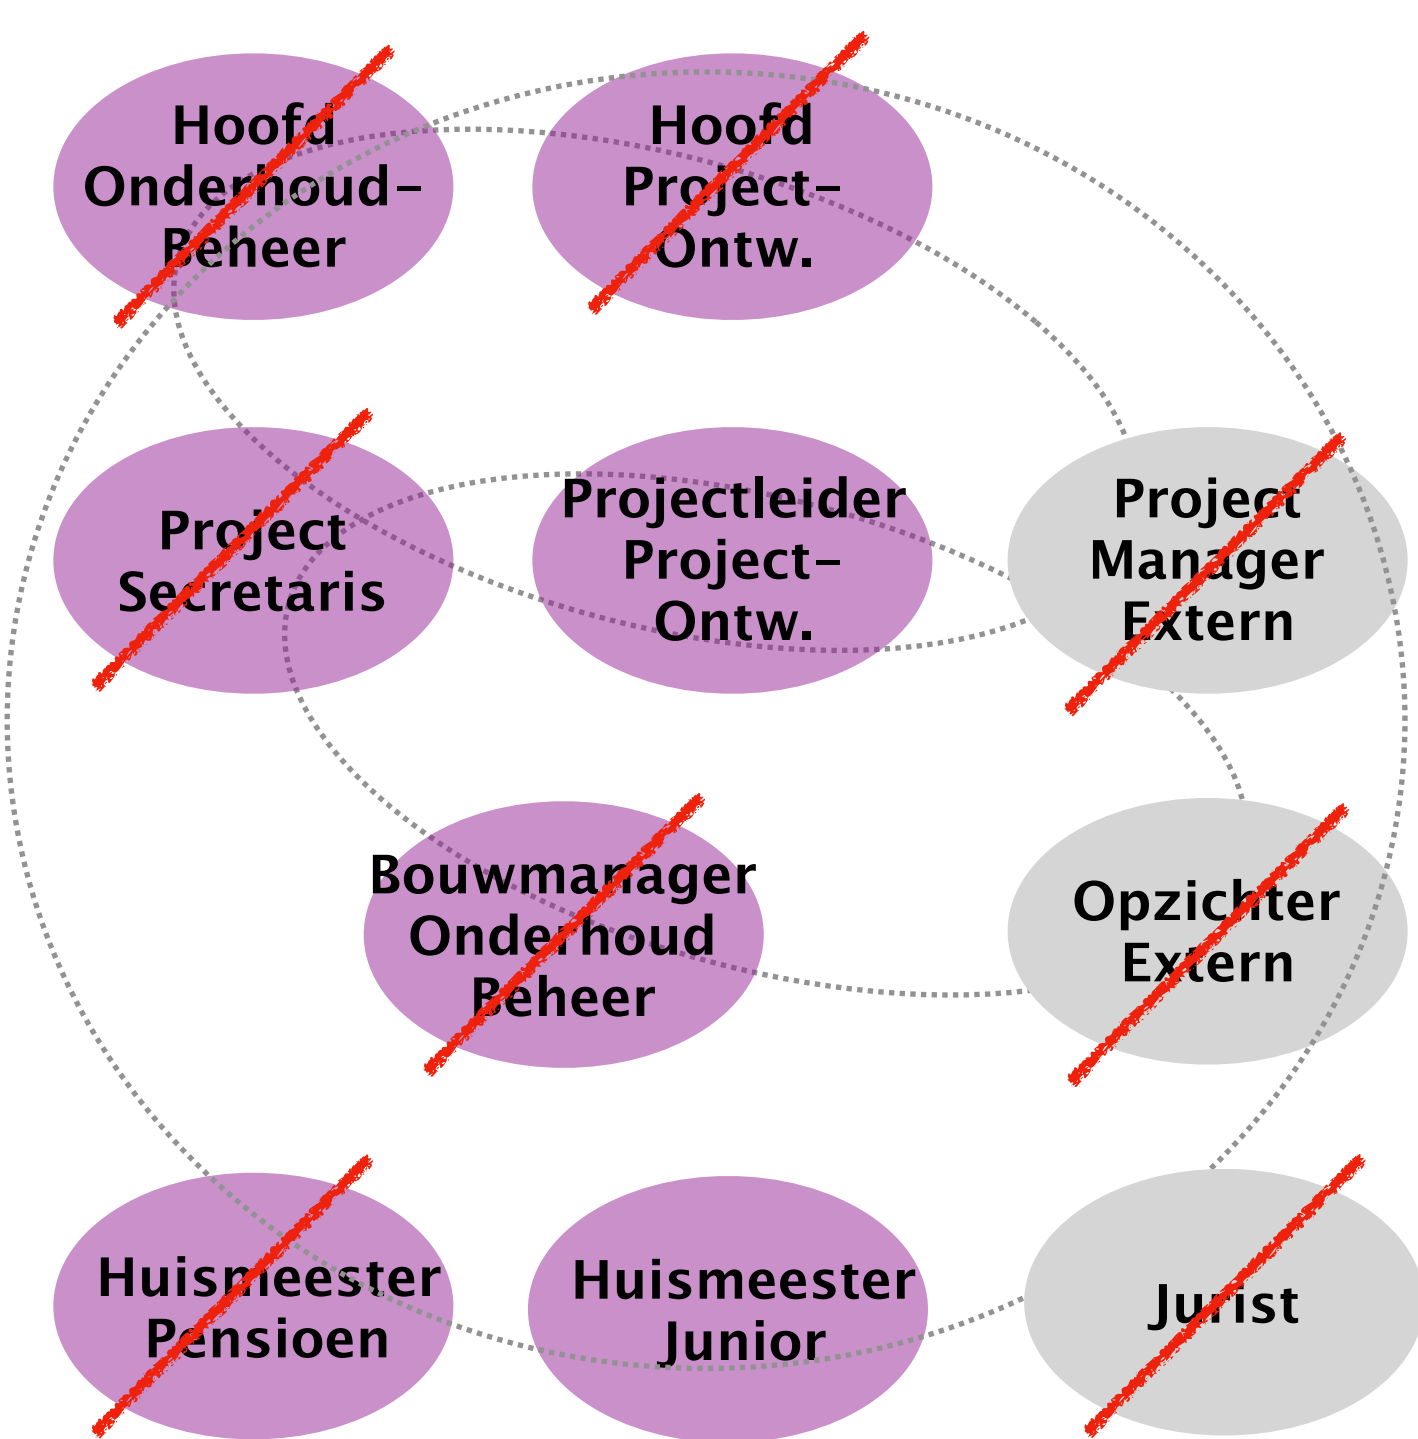 Hoofd
Onderhoud-
Beheer
Hoofd
Project-
Ontw.
Project
Secretaris
Projectleider
Project-
Ontw.
Project
Manager
Extern
Bouwmanager
Onderhoud
Beheer
Opzichter
Extern
Huismeester
Pensioen
Huismeester
Junior
Jurist